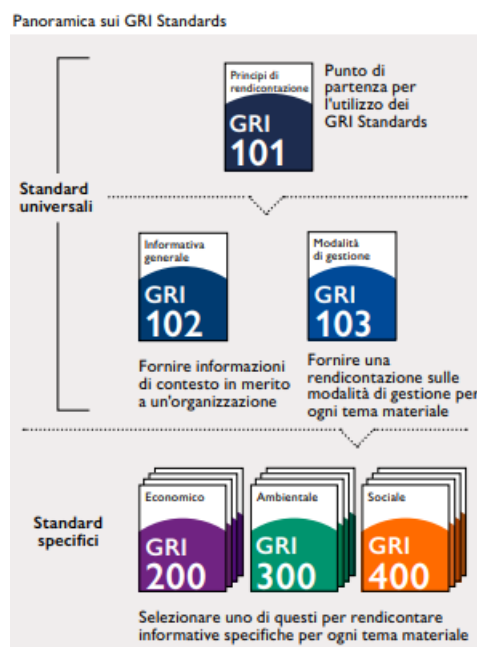 Panoramica sui GRI Standards
Principi di
rendicontazione
GRI
101
Punto di
partenza per
l'utilizzo dei
GRI Standards
Standard
universali
Informativa
generale
GRI
102
Modalità
di gestione
GRI
103
Fornire informazioni
di contesto in merito
a un'organizzazione
Fornire una
rendicontazione sulle
modalità di gestione per
ogni tema materiale
Standard
specifici
Economico
GRI
200
Ambientale
GRI
300
Sociale
GRI
400
Selezionare uno di questi per rendicontare
informative specifiche per ogni tema materiale